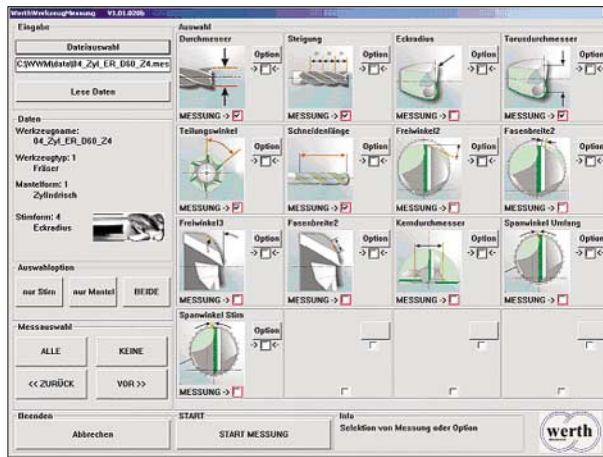 WerthWerkzeugMessung V1.01.020b
Eingabe
Dateiauswahl
C:\WWM\data\04_Zyl_ER_D60_Z4.mes
Lese Daten
Daten
Werkzeugname:
04_Zyl_ER_D60_Z4
Werkzeugtyp: 1
Fräser
Mantelform: 1
Zylindrisch
Stirnform: 4
Eckradius
Auswahloption
nur Stirn nur Mantel BEIDE
Messauswahl
ALLE KEINE
<< ZURÜCK VOR >>
Beenden
Abbrechen
Auswahl
Durchmesser Steigung Eckradius Torusdurchmesser
Option Option Option Option
-> <- -> <- -> <- -> <-
MESSUNG -> MESSUNG -> MESSUNG -> MESSUNG ->
Teilungswinkel Schneidenlänge Freiwinkel2 Fasenbreite2
Option Option Option Option
-> <- -> <- -> <- -> <-
MESSUNG -> MESSUNG -> MESSUNG -> MESSUNG ->
Freiwinkel3 Fasenbreite2 Kerndurchmesser Spanwinkel Umfang
Option Option Option Option
-> <- -> <- -> <- -> <-
MESSUNG -> MESSUNG -> MESSUNG -> MESSUNG ->
Spanwinkel Stirn
Option
-> <-
MESSUNG ->
START
START MESSUNG
Info
Selektion von Messung oder Option
werth